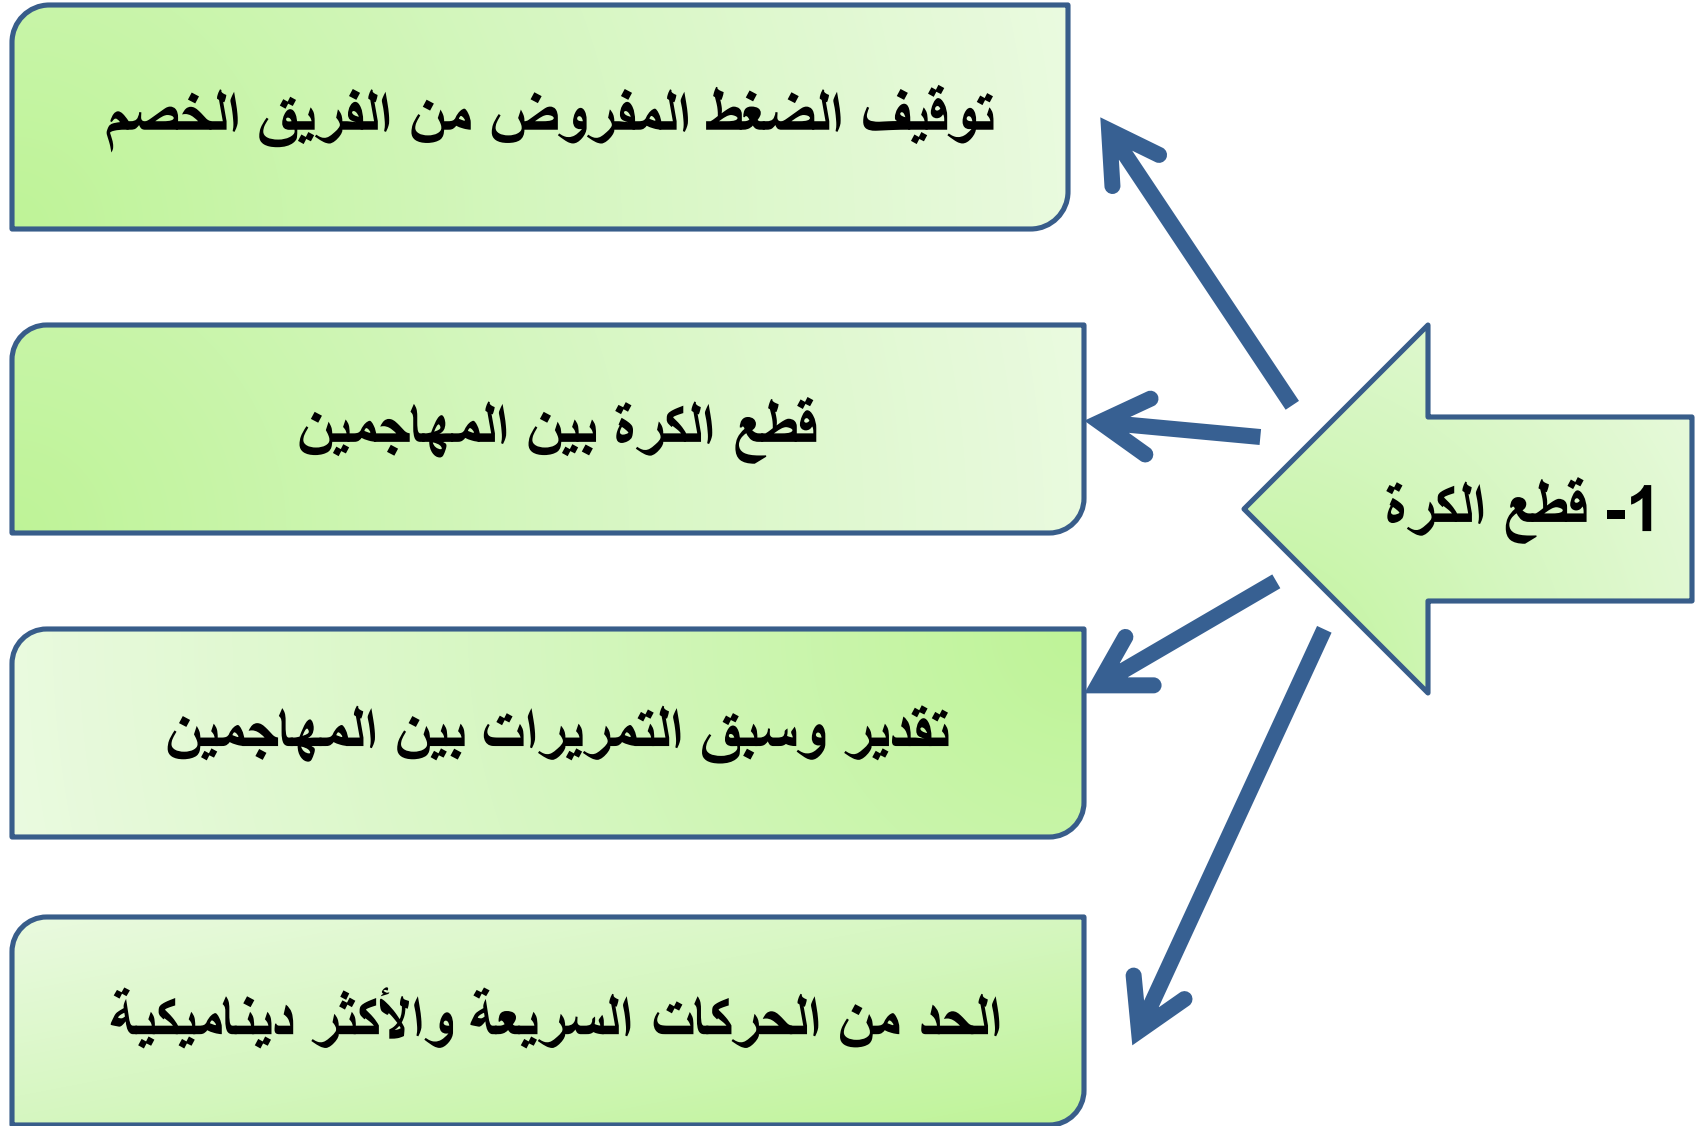 1- قطع الكرة
توقيف الضغط المفروض من الفريق الخصم
قطع الكرة بين المهاجمين
تقدير وسبق التمريرات بين المهاجمين
الحد من الحركات السريعة والأكثر ديناميكية